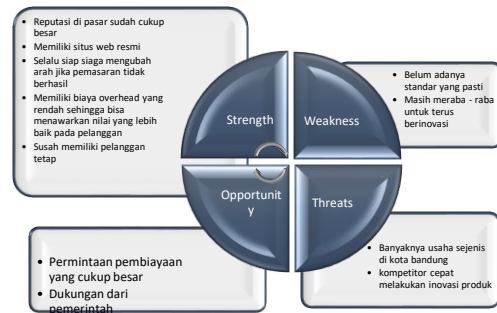 • Reputasi di pasar sudah cukup
besar
• Memiliki situs web resmi
• Selalu siap siaga mengubah
arah jika pemasaran tidak
berhasil
• Memiliki biaya overhead yang
rendah sehingga bisa
menawarkan nilai yang lebih
baik pada pelanggan
• Susah memiliki pelanggan
tetap
Strength
Weakness
• Belum adanya
standar yang pasti
• Masih meraba - raba
untuk terus
berinovasi
Opportunit
y
Threats
• Permintaan pembiayaan
yang cukup besar
• Dukungan dari
pemerintah
• Banyaknya usaha sejenis
di kota bandung
• kompetitor cepat
melakukan inovasi produk